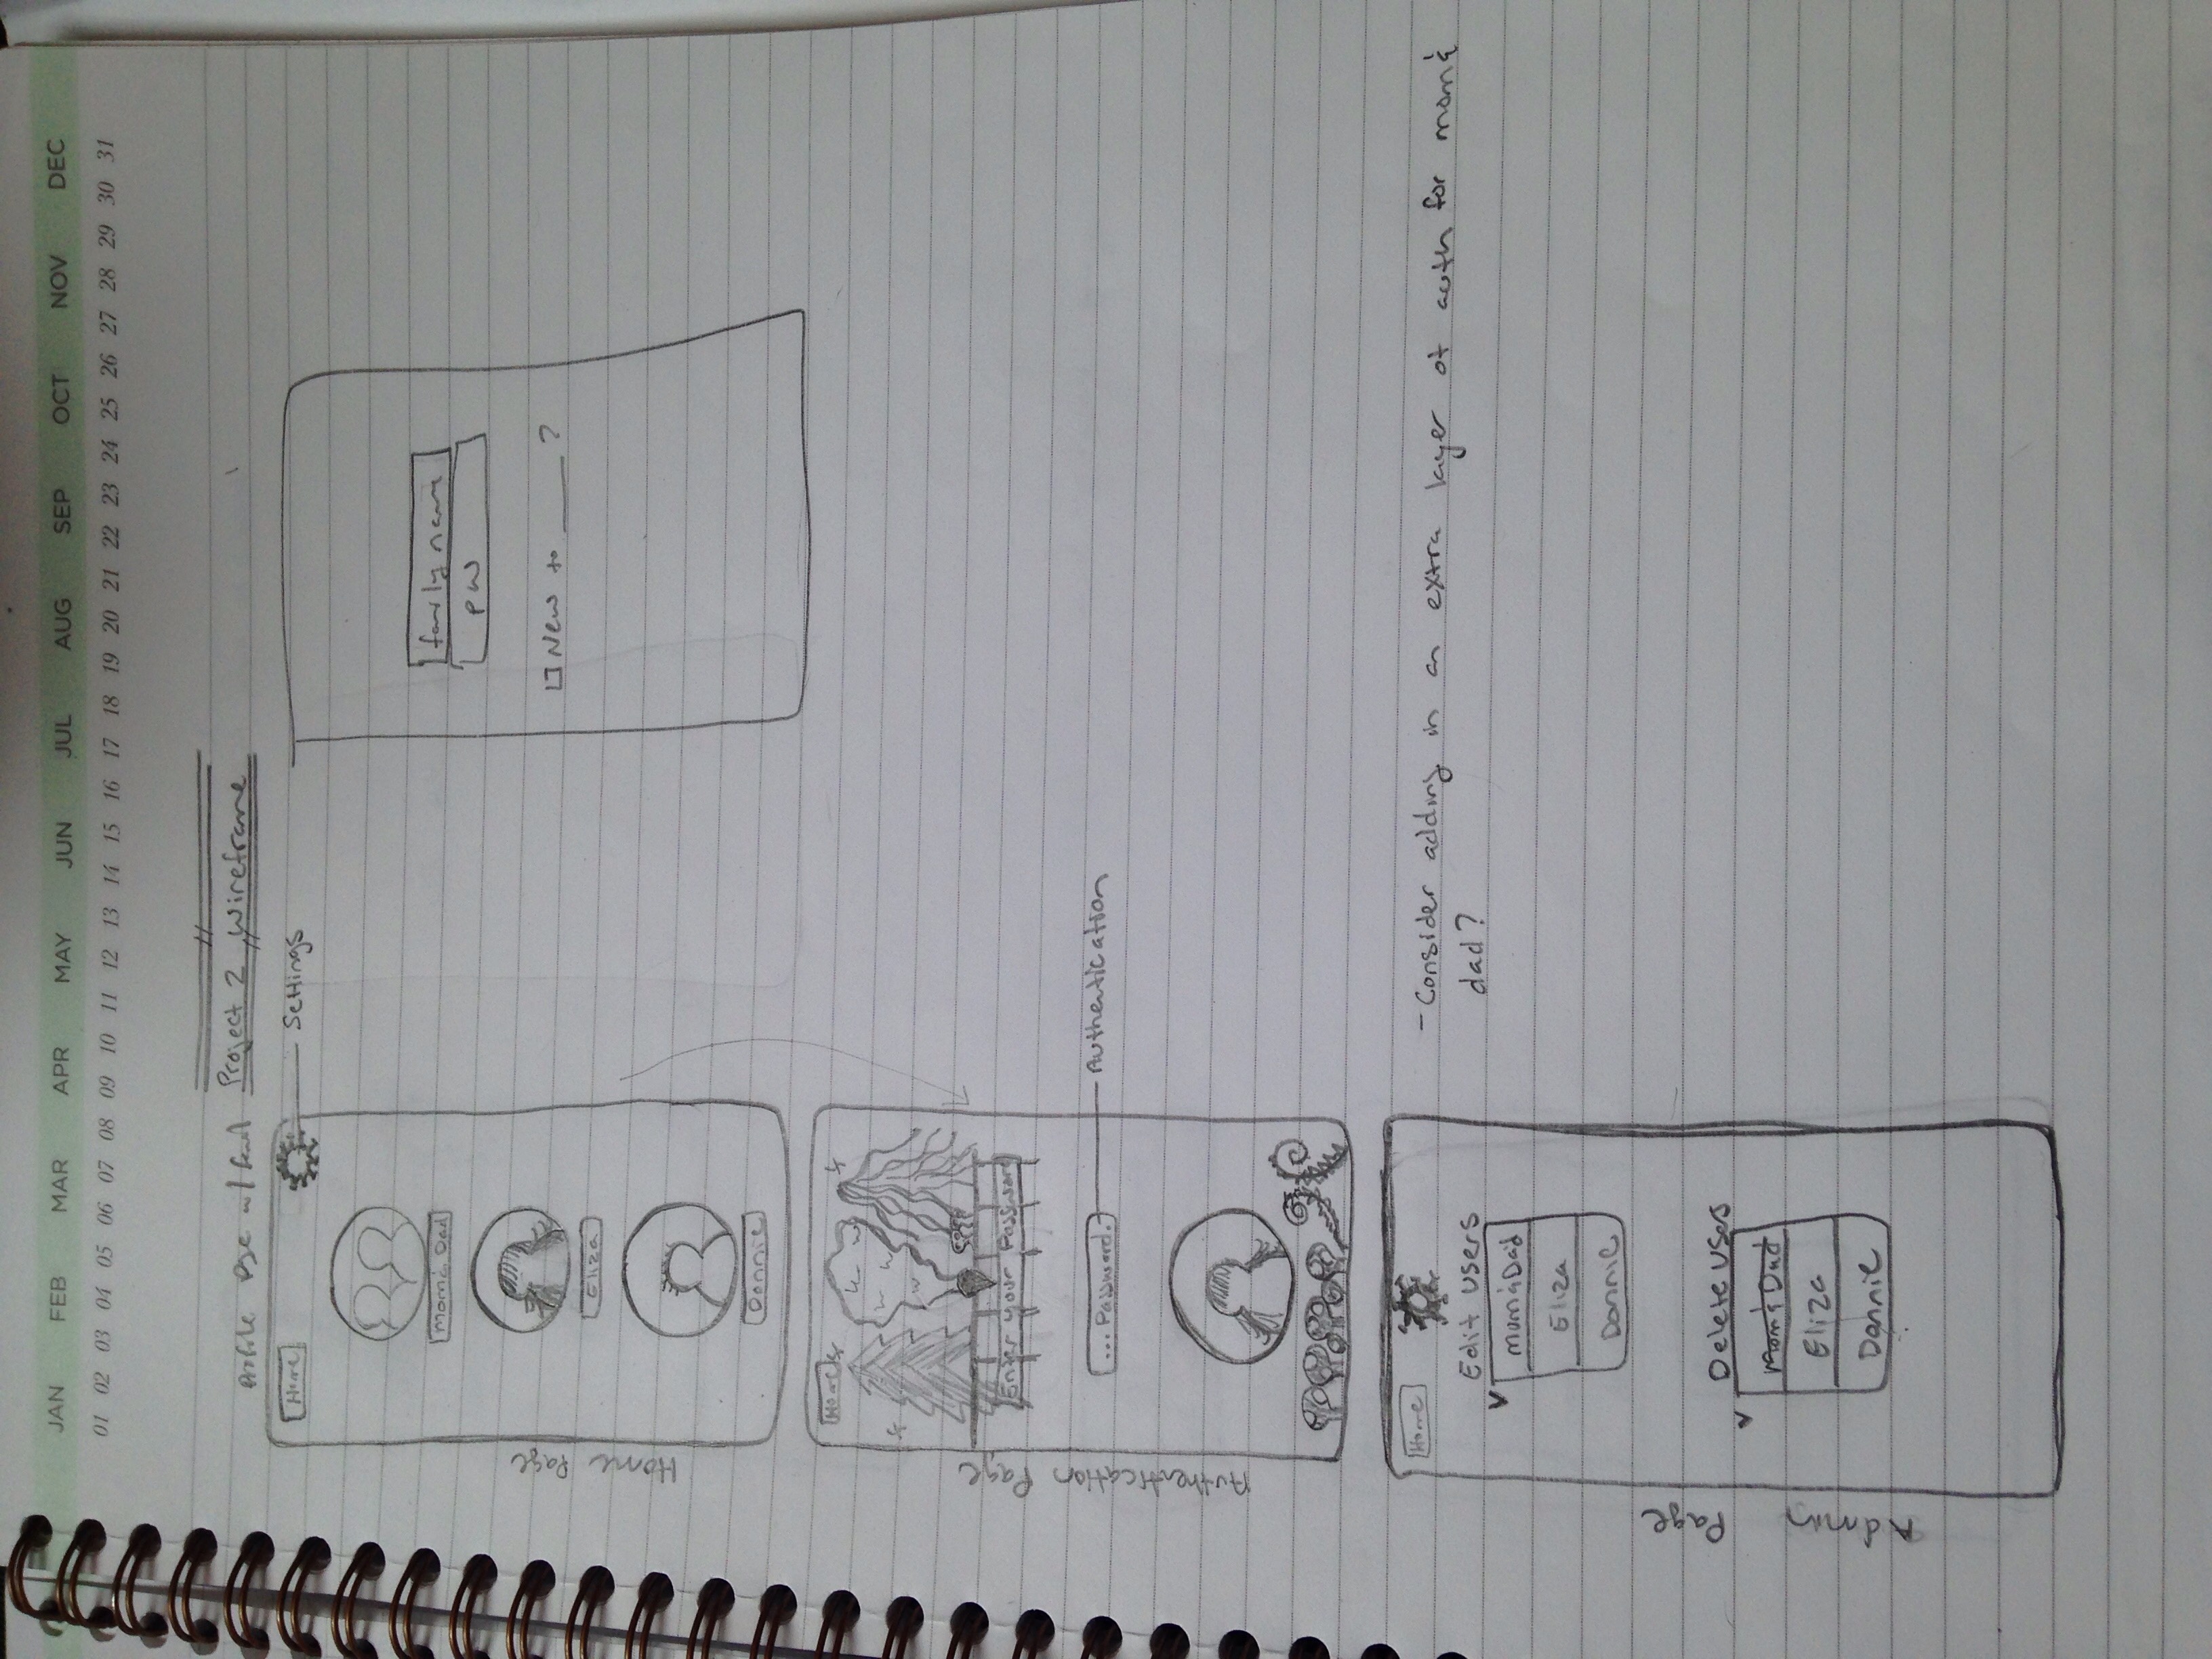 JAN FEB MAR APR MAY JUN JUL AUG SEP OCT NOV DEC
01 02 03 04 05 06 07 08 09 10 11 12 13 14 15 16 17 18 19 20 21 22 23 24 25 26 27 28 29 30 31
Project 2 Wireframe
Profile Page w/
Home
Settings
Mom & Dad
Eliza
Donnie
Home Page
family name
PW
New to ____ ?
Home
Enter your Password
... Password.
Authentication
Authentication Page
Home
Edit Users
Mom & Dad
Eliza
Donnie
Delete Users
Mom & Dad
Eliza
Donnie
Admin Page
- Consider adding in an extra layer of auth for mom &
dad?